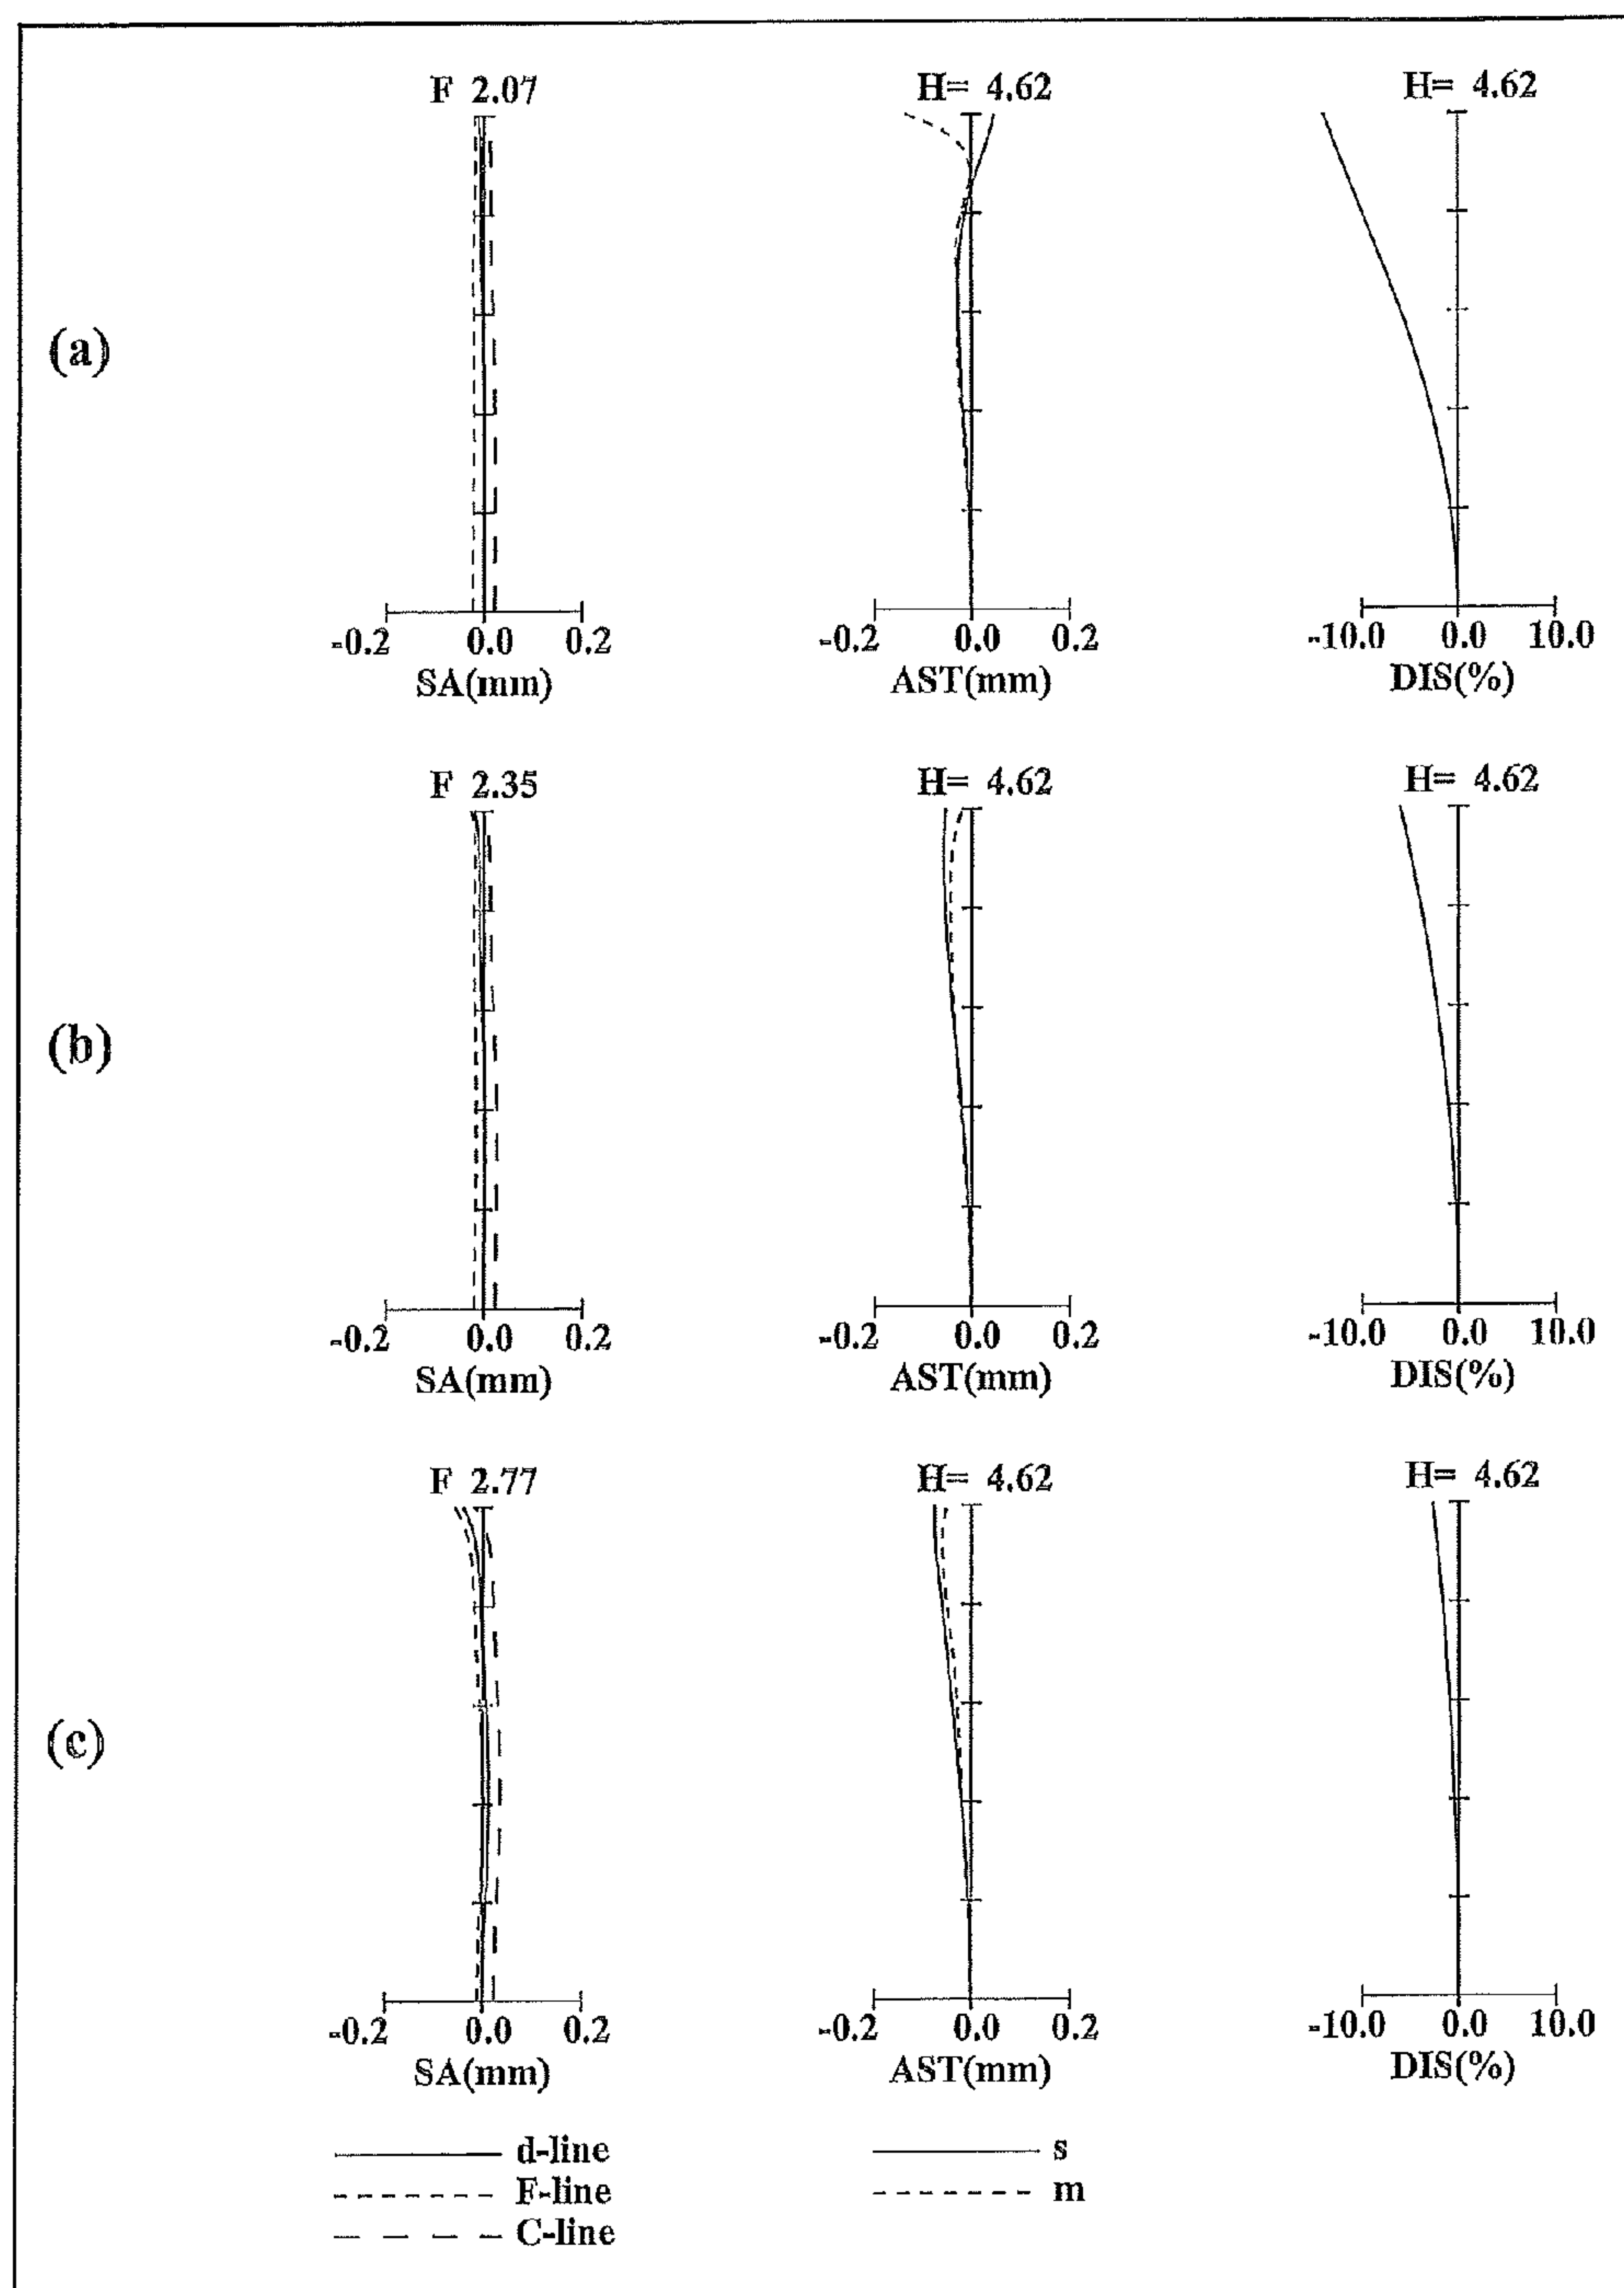 F 2.07 H= 4.62 H= 4.62
(a)
-0.2 0.0 0.2 -0.2 0.0 0.2 -10.0 0.0 10.0
SA(mm) AST(mm) DIS(%)
F 2.35 H= 4.62 H= 4.62
(b)
-0.2 0.0 0.2 -0.2 0.0 0.2 -10.0 0.0 10.0
SA(mm) AST(mm) DIS(%)
F 2.77 H= 4.62 H= 4.62
(c)
-0.2 0.0 0.2 -0.2 0.0 0.2 -10.0 0.0 10.0
SA(mm) AST(mm) DIS(%)
d-line s
F-line m
C-line